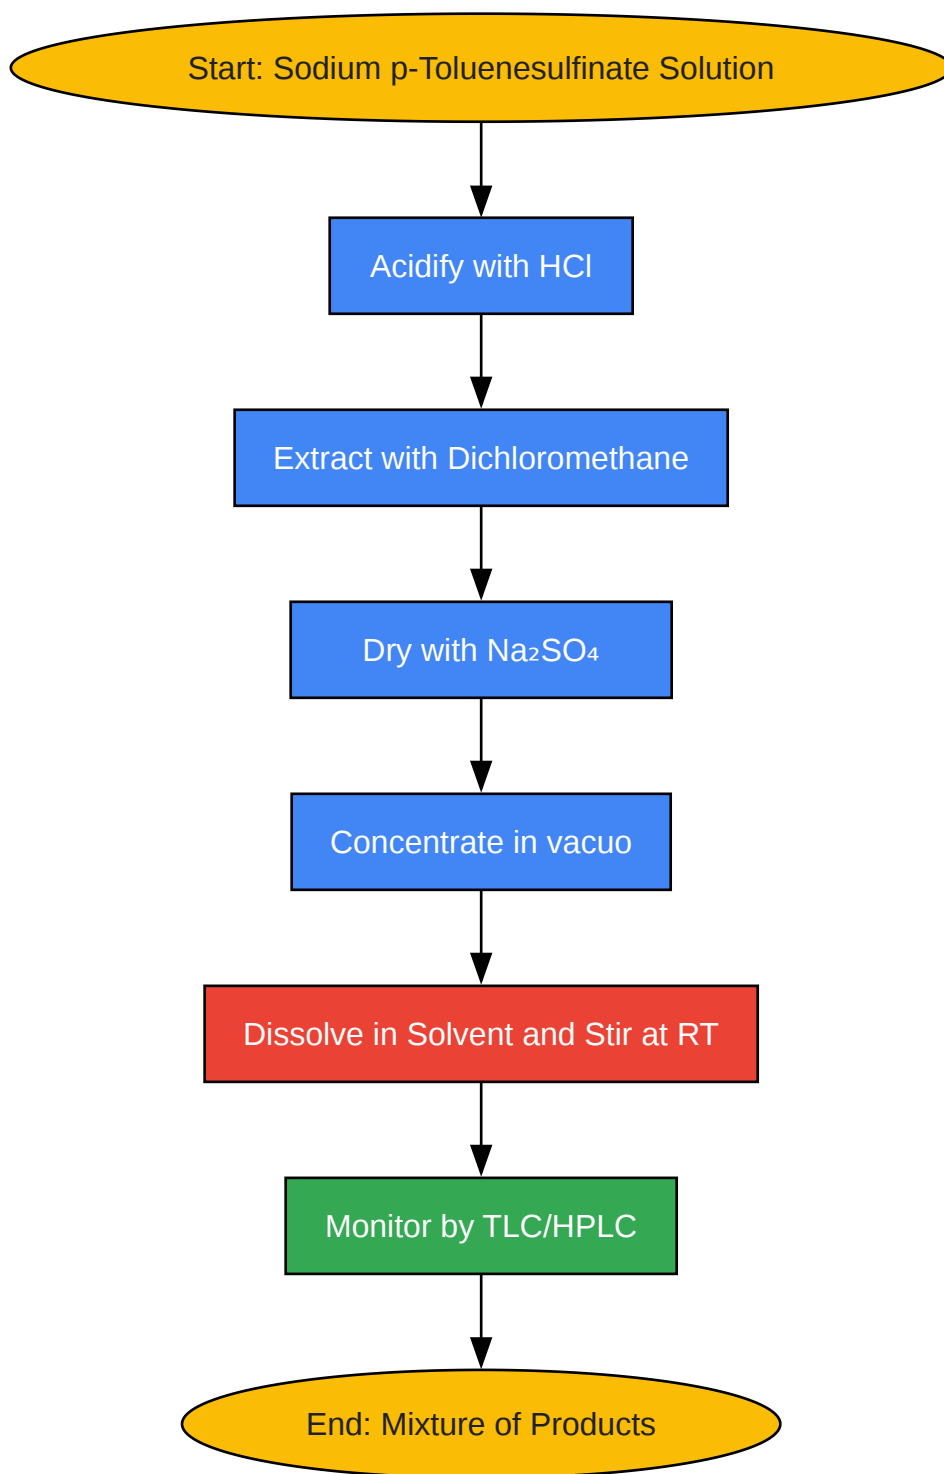 Start: Sodium p-Toluenesulfinate Solution
Acidify with HCl
Extract with Dichloromethane
Dry with Na₂SO₄
Concentrate in vacuo
Dissolve in Solvent and Stir at RT
Monitor by TLC/HPLC
End: Mixture of Products